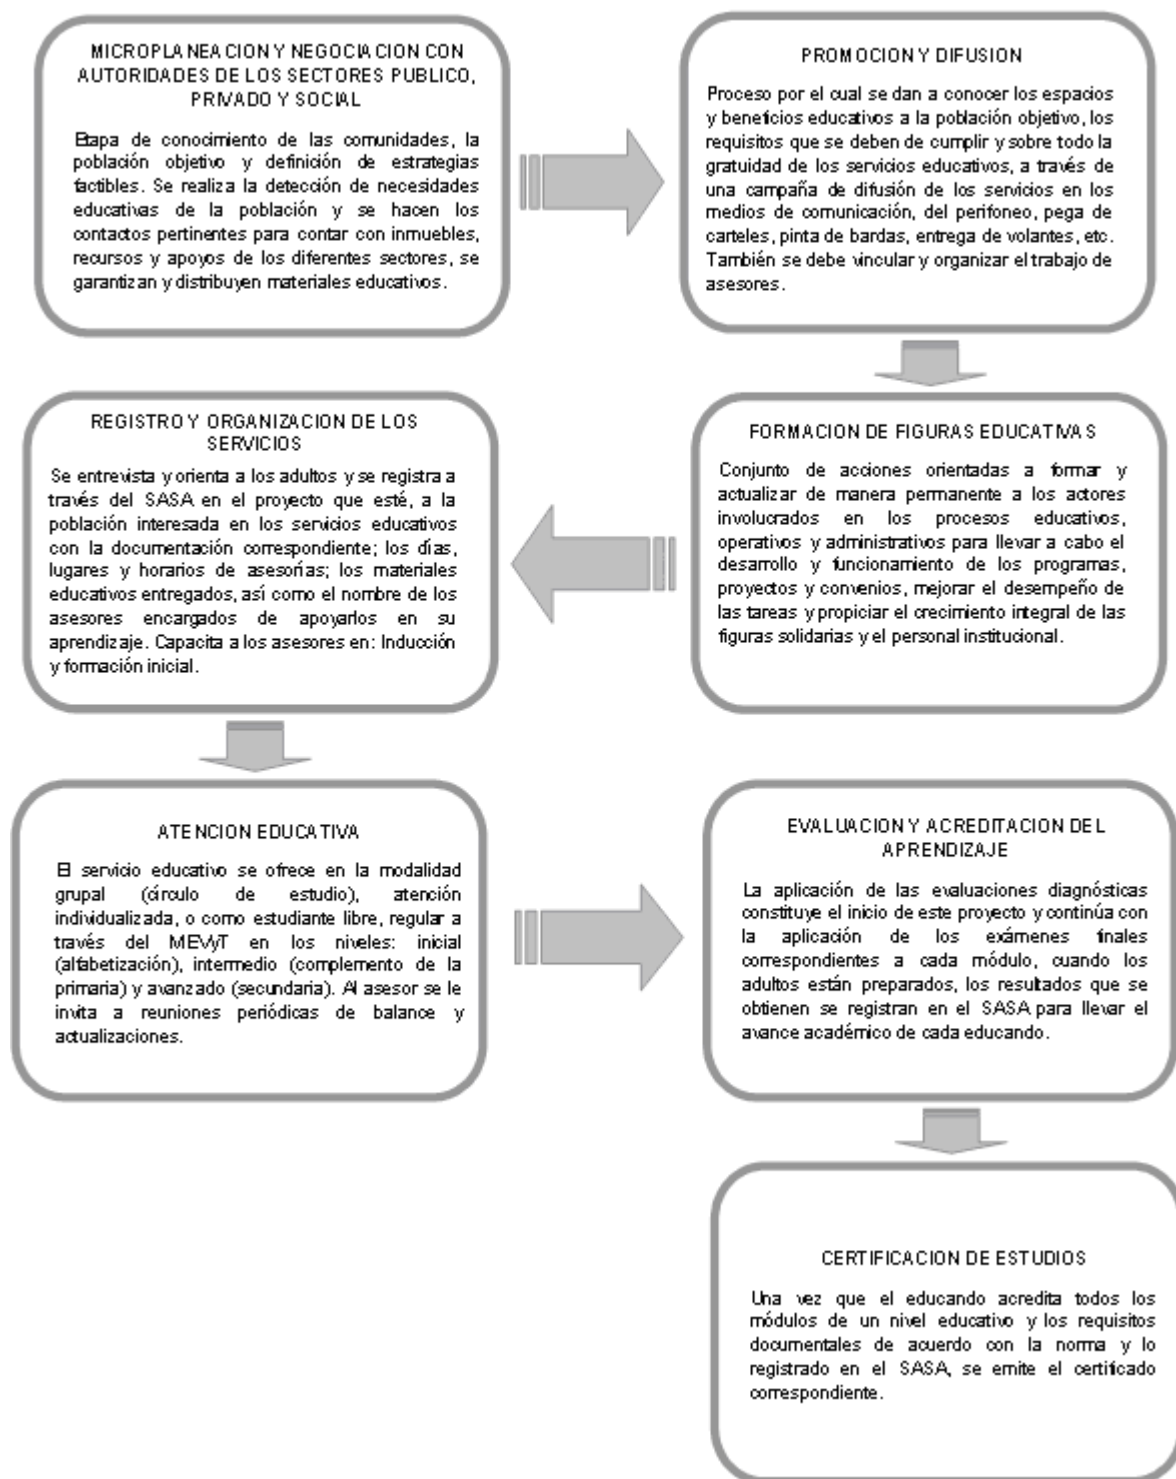 MICROPLANEACION Y NEGOCIACION CON
AUTORIDADES DE LOS SECTORES PUBLICO,
PRIVADO Y SOCIAL
Etapa de conocimiento de las comunidades, la
población objetivo y definición de estrategias
factibles. Se realiza la detección de necesidades
educativas de la población y se hacen los
contactos pertinentes para contar con inmuebles,
recursos y apoyos de los diferentes sectores, se
garantizan y distribuyen materiales educativos.
PROMOCION Y DIFUSION
Proceso por el cual se dan a conocer los espacios
y beneficios educativos a la población objetivo, los
requisitos que se deben de cumplir y sobre todo la
gratuidad de los servicios educativos, a través de
una campaña de difusión de los servicios en los
medios de comunicación, del perifoneo, pega de
carteles, pinta de bardas, entrega de volantes, etc.
También se debe vincular y organizar el trabajo de
asesores.
FORMACION DE FIGURAS EDUCATIVAS
Conjunto de acciones orientadas a formar y
actualizar de manera permanente a los actores
involucrados en los procesos educativos,
operativos y administrativos para llevar a cabo el
desarrollo y funcionamiento de los programas,
proyectos y convenios, mejorar el desempeño de
las tareas y propiciar el crecimiento integral de las
figuras solidarias y el personal institucional.
REGISTRO Y ORGANIZACION DE LOS
SERVICIOS
Se entrevista y orienta a los adultos y se registra a
través del SASA en el proyecto que esté, a la
población interesada en los servicios educativos
con la documentación correspondiente; los días,
lugares y horarios de asesorías; los materiales
educativos entregados, así como el nombre de los
asesores encargados de apoyarlos en su
aprendizaje. Capacita a los asesores en: Inducción
y formación inicial.
ATENCION EDUCATIVA
El servicio educativo se ofrece en la modalidad
grupal (círculo de estudio), atención
individualizada, o como estudiante libre, regular a
través del MEVyT en los niveles: inicial
(alfabetización), intermedio (complemento de la
primaria) y avanzado (secundaria). Al asesor se le
invita a reuniones periódicas de balance y
actualizaciones.
EVALUACION Y ACREDITACION DEL
APRENDIZAJE
La aplicación de las evaluaciones diagnósticas
constituye el inicio de este proyecto y continúa con
la aplicación de los exámenes finales
correspondientes a cada módulo, cuando los
adultos están preparados, los resultados que se
obtienen se registran en el SASA para llevar el
avance académico de cada educando.
CERTIFICACION DE ESTUDIOS
Una vez que el educando acredita todos los
módulos de un nivel educativo y los requisitos
documentales de acuerdo con la norma y lo
registrado en el SASA, se emite el certificado
correspondiente.